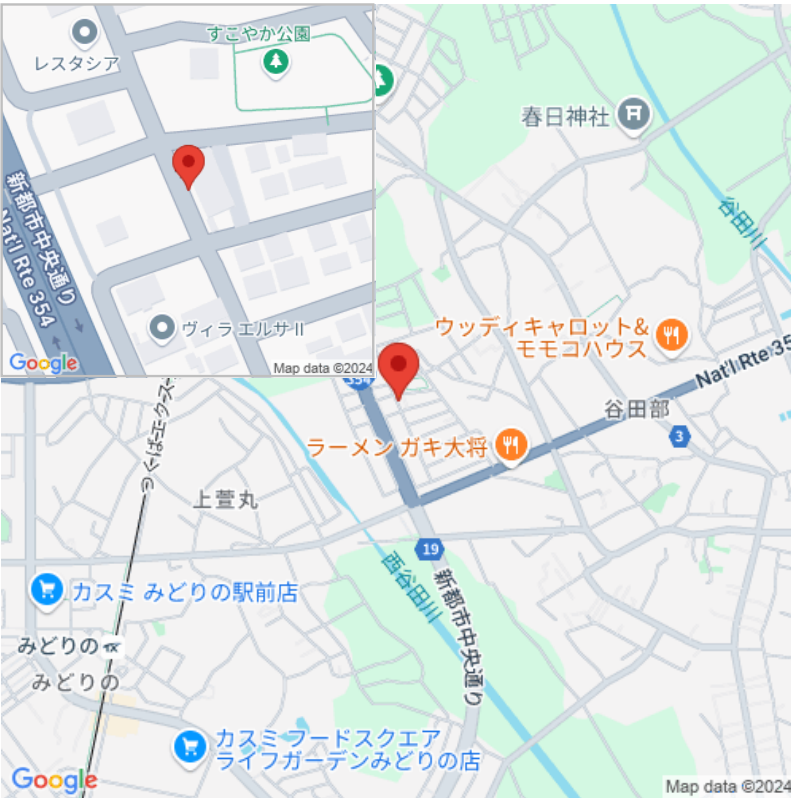 すこやか公園
レスタシア
新都市中央通り
Nat'l Rte 354
ヴィラ エルサⅡ
Google
Map data ©2024
春日神社
谷田川
ウッディキャロット&
モモコハウス
Nat'l Rte 35
354
谷田部
3
ラーメン ガキ大将
つくばエクス
上萱丸
19
西谷田川
新都市中央通り
カスミ みどりの駅前店
みどりの
みどりの
カスミ フードスクエア
ライフガーデンみどりの店
Google
Map data ©2024